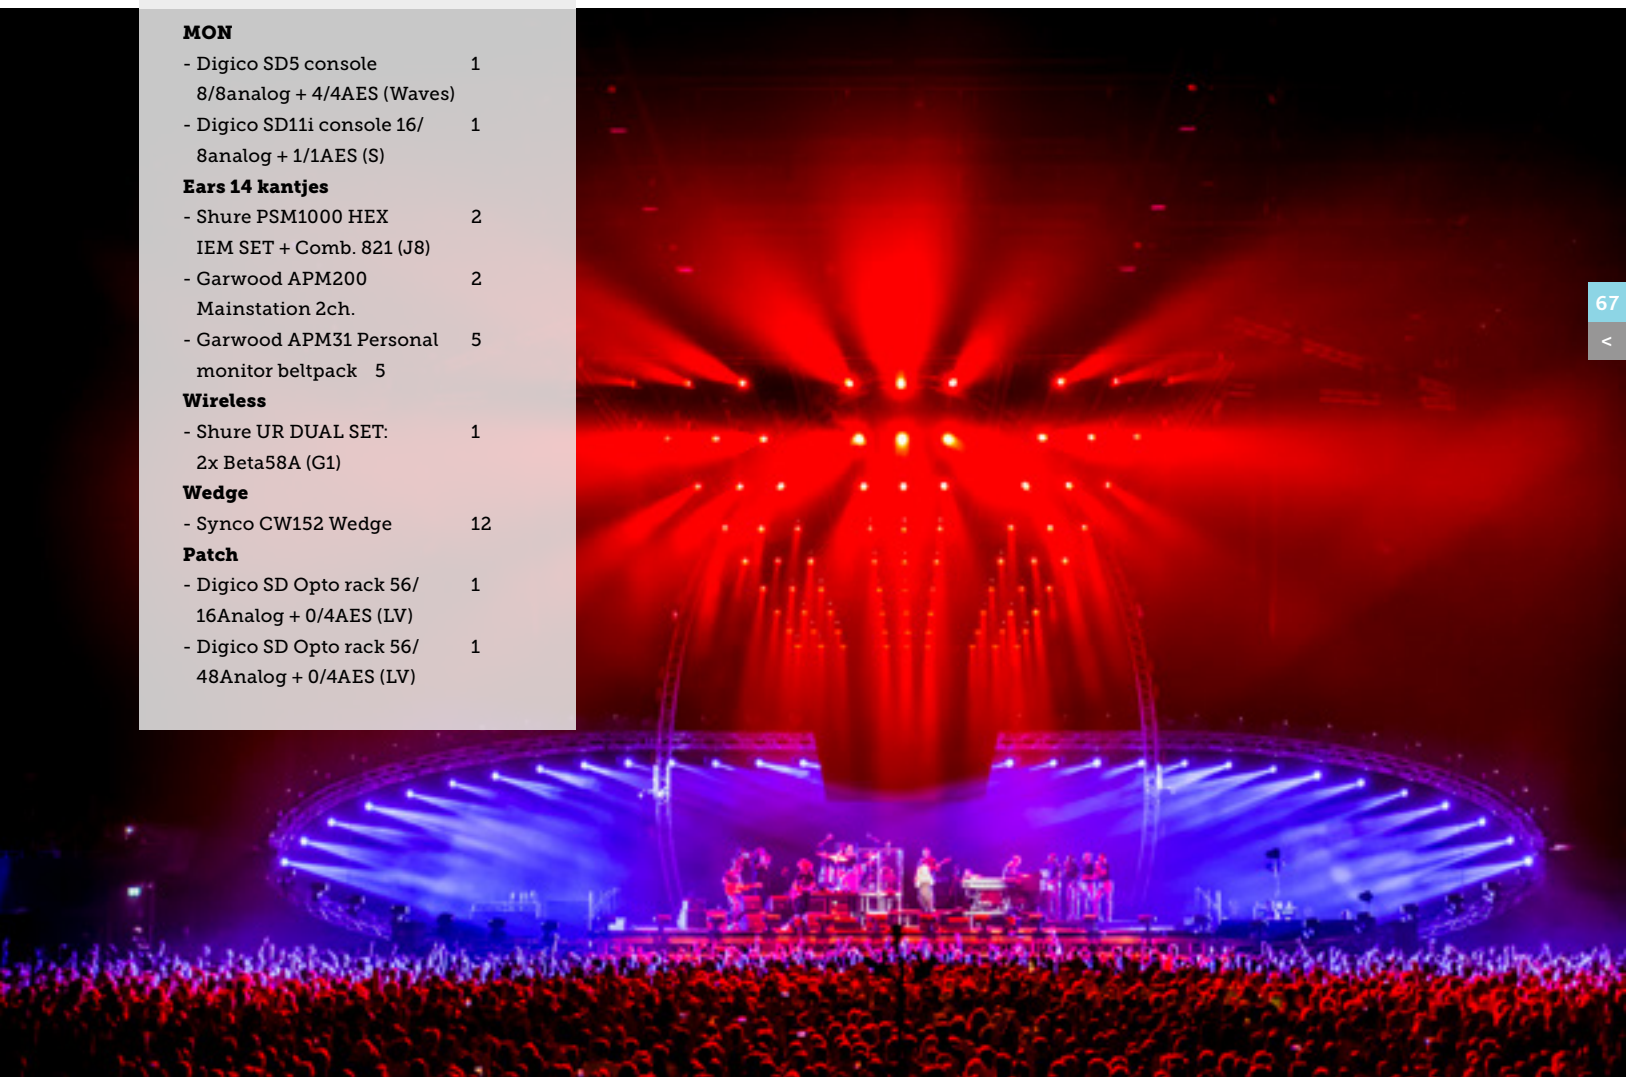 MON
- Digico SD5 console 1
8/8analog + 4/4AES (Waves)
- Digico SD11i console 16/ 1
8analog + 1/1AES (S)
Ears 14 kantjes
- Shure PSM1000 HEX 2
IEM SET + Comb. 821 (J8)
- Garwood APM200 2
Mainstation 2ch.
- Garwood APM31 Personal 5
monitor beltpack 5
Wireless
- Shure UR DUAL SET: 1
2x Beta58A (G1)
Wedge
- Synco CW152 Wedge 12
Patch
- Digico SD Opto rack 56/ 1
16Analog + 0/4AES (LV)
- Digico SD Opto rack 56/ 1
48Analog + 0/4AES (LV)
67
<